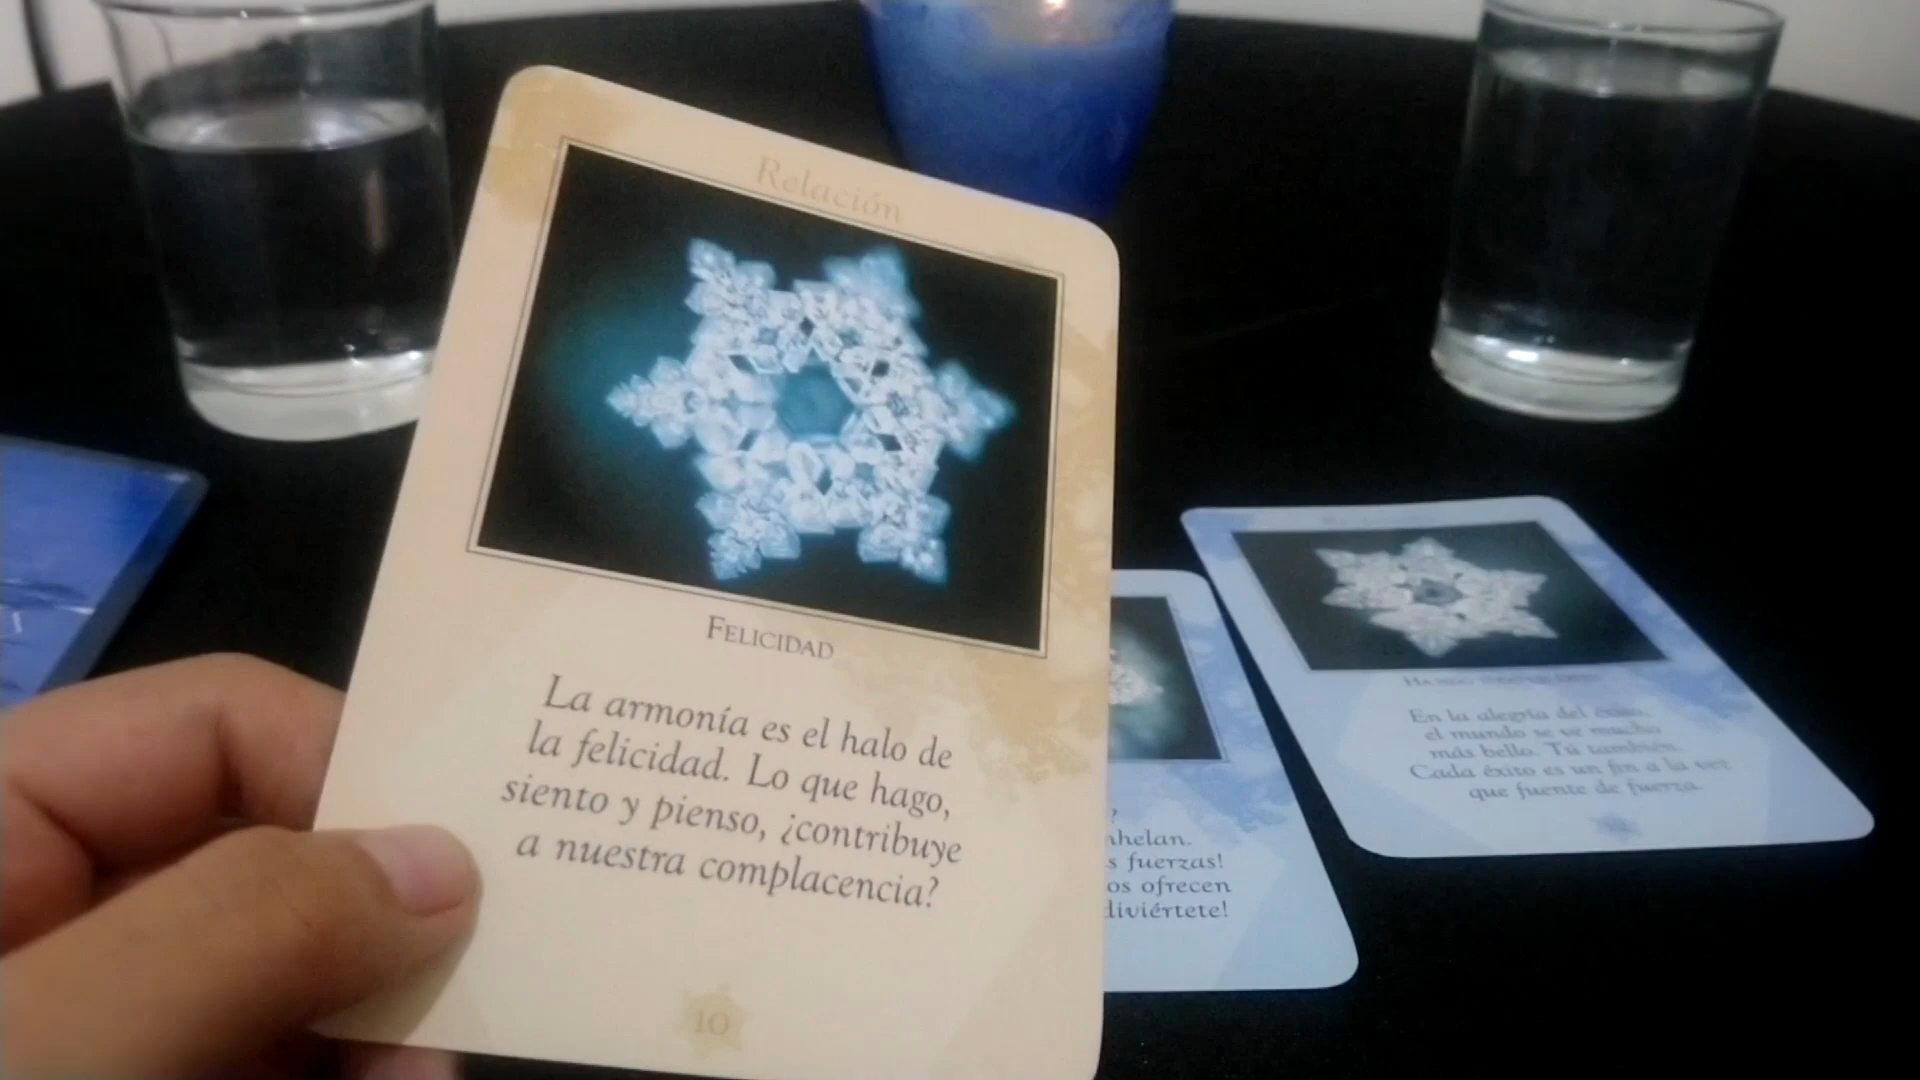 Relación
FELICIDAD
La armonía es el halo de
la felicidad. Lo que hago,
siento y pienso, ¿contribuye
a nuestra complacencia?
10
?
nhelan.
s fuerzas!
os ofrecen
diviértete!
En la alegría del éxito,
el mundo se ve mucho
más bello. Tú también.
Cada éxito es un fin a la vez
que fuente de fuerza.